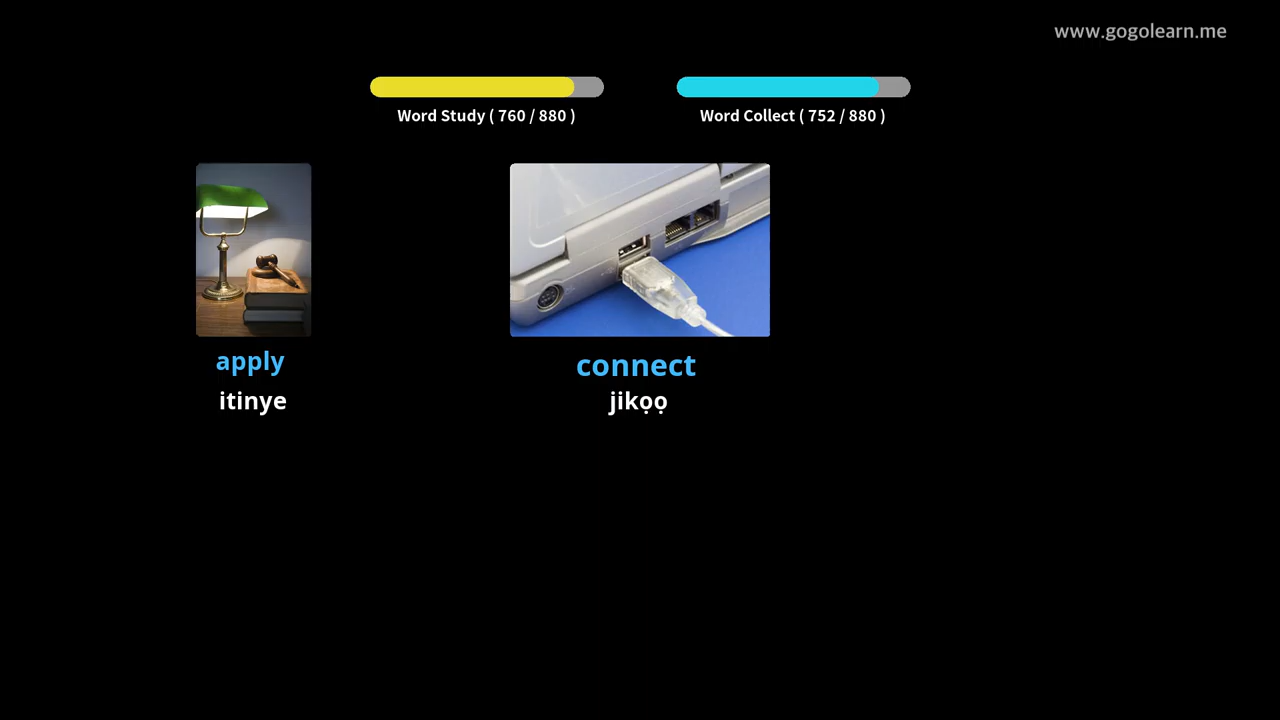 www.gogolearn.me
Word Study ( 760 / 880 )
Word Collect ( 752 / 880 )
apply
itinye
connect
jikọọ